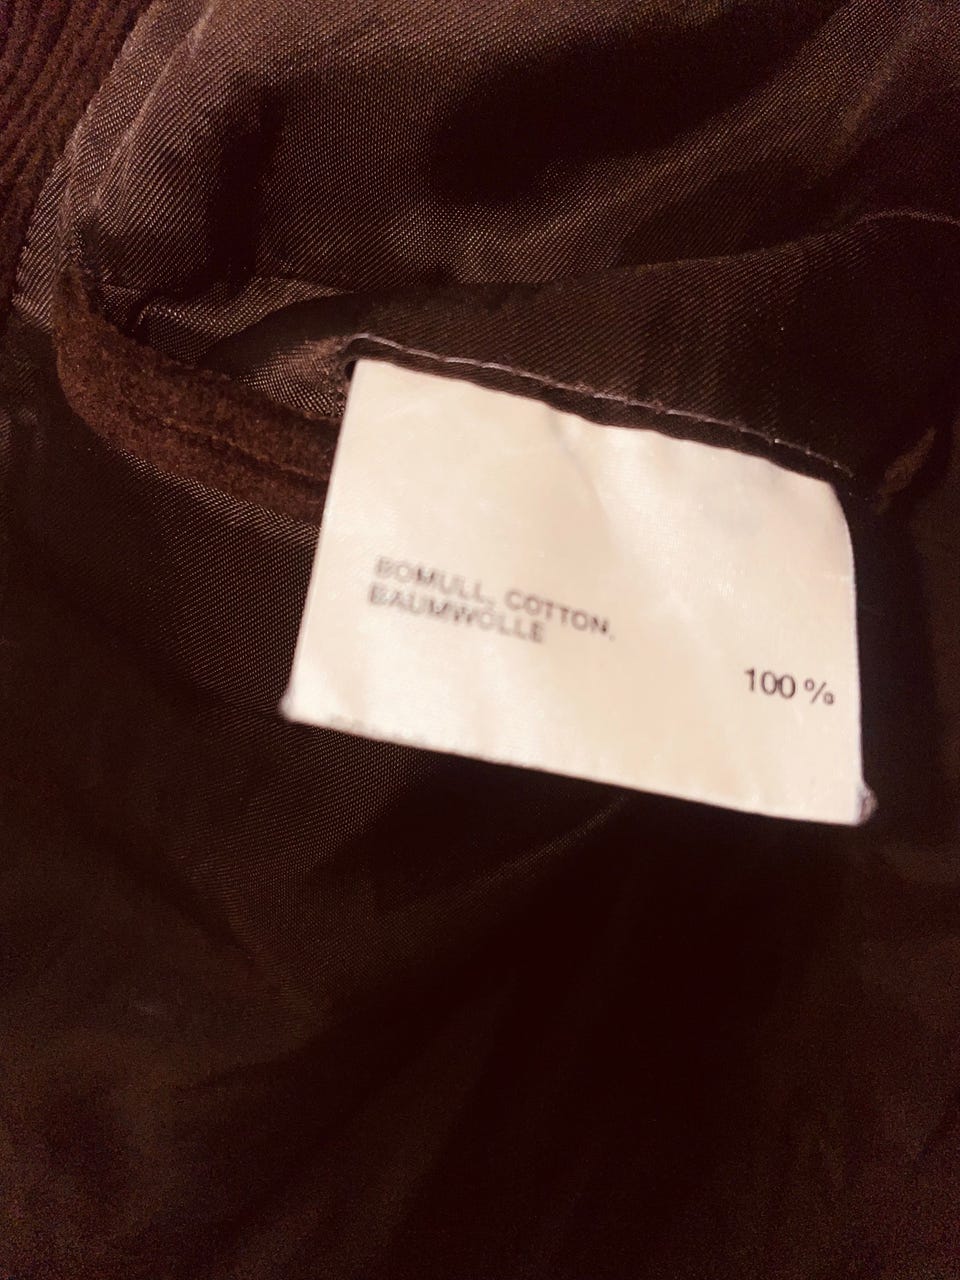 BOMULL, COTTON,
BAUMWOLLE
100 %